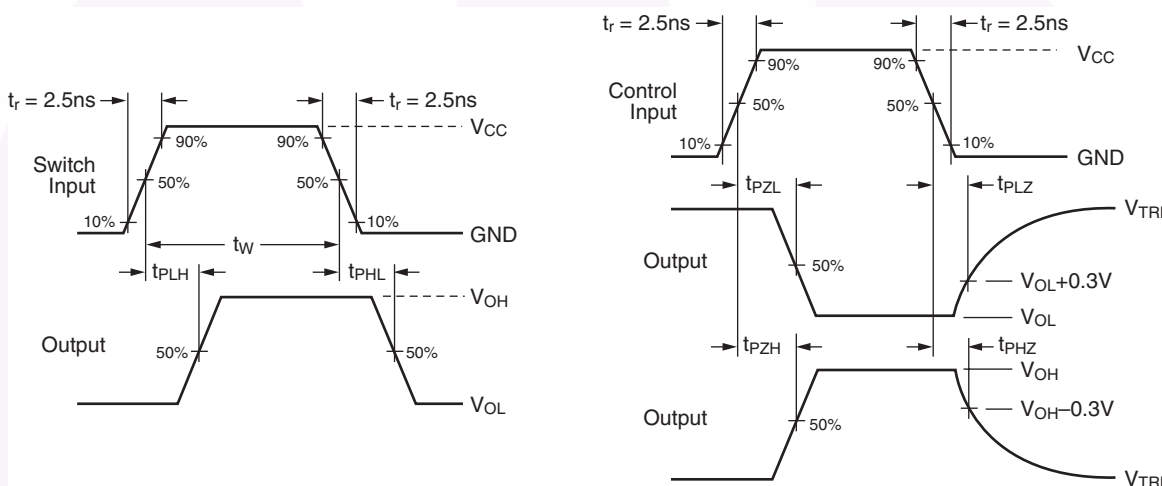 tr = 2.5ns
tr = 2.5ns
VCC
90%
90%
Switch
Input
50%
50%
10%
10%
GND
tW
tPLH
tPHL
VOH
Output
50%
50%
VOL
tr = 2.5ns
tr = 2.5ns
VCC
90%
90%
Control
Input
50%
50%
10%
10%
GND
tPZL
tPLZ
VTRI
Output
50%
VOL+0.3V
VOL
tPZH
tPHZ
VOH
VOH–0.3V
Output
50%
VTRI